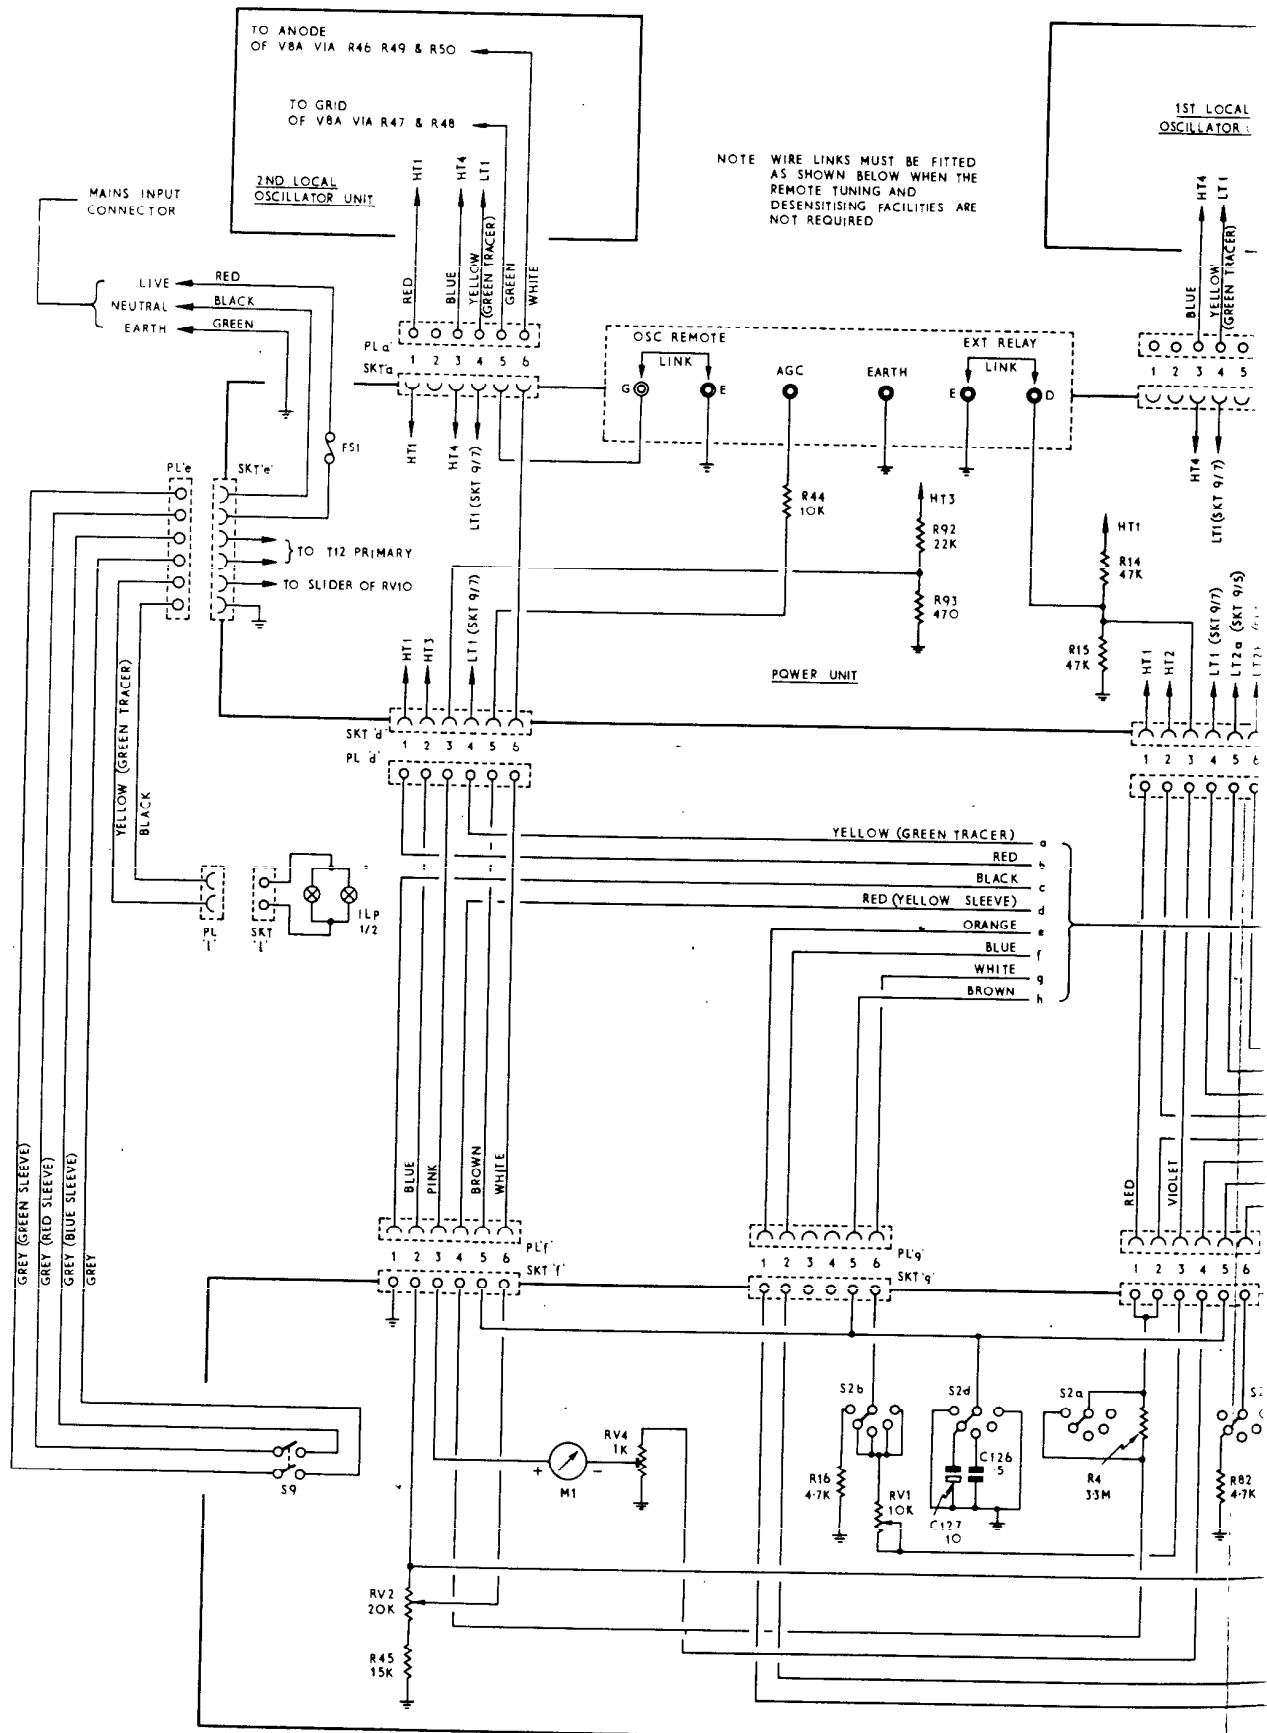 TO ANODE
OF V8A VIA R46 R49 & R50
TO GRID
OF V8A VIA R47 & R48
2ND LOCAL
OSCILLATOR UNIT
HT1
HT4
LT1
1ST LOCAL
OSCILLATOR
NOTE WIRE LINKS MUST BE FITTED
AS SHOWN BELOW WHEN THE
REMOTE TUNING AND
DESENSITISING FACILITIES ARE
NOT REQUIRED
HT4
LT1
MAINS INPUT
CONNECTOR
LIVE
RED
NEUTRAL
BLACK
EARTH
GREEN
RED
BLUE
YELLOW
(GREEN TRACER)
GREEN
WHITE
BLUE
YELLOW
(GREEN TRACER)
PL'a'
1 2 3 4 5 6
SKT'a'
OSC REMOTE
LINK
G
E
AGC
EARTH
EXT RELAY
LINK
E
D
1 2 3 4 5
HT1
HT4
LT1 (SKT 9/7)
HT4
LT1(SKT 9/7)
FS1
PL'e'
SKT'e'
TO T12 PRIMARY
TO SLIDER OF RV10
R44
10K
HT3
R92
22K
R93
470
HT1
R14
47K
R15
47K
POWER UNIT
HT1
HT3
LT1 (SKT 9/7)
HT1
HT2
LT1 (SKT 9/7)
LT2a (SKT 9/5)
SKT 'd'
1 2 3 4 5 6
PL 'd'
1 2 3 4 5 6
YELLOW (GREEN TRACER)
BLACK
YELLOW (GREEN TRACER) a
RED b
BLACK c
RED (YELLOW SLEEVE) d
ORANGE e
BLUE f
WHITE g
BROWN h
PL
'L'
SKT
'L'
ILP
1/2
GREY (GREEN SLEEVE)
GREY (RED SLEEVE)
GREY (BLUE SLEEVE)
GREY
BLUE
PINK
BROWN
WHITE
RED
VIOLET
PL'f'
1 2 3 4 5 6
SKT 'f'
PL'g'
1 2 3 4 5 6
SKT'g'
1 2 3 4 5 6
S9
M1
+
−
RV4
1K
S2b
S2d
S2a
R16
4·7K
RV1
10K
C126
·5
C127
10
R4
3·3M
R82
4·7K
RV2
20K
R45
15K